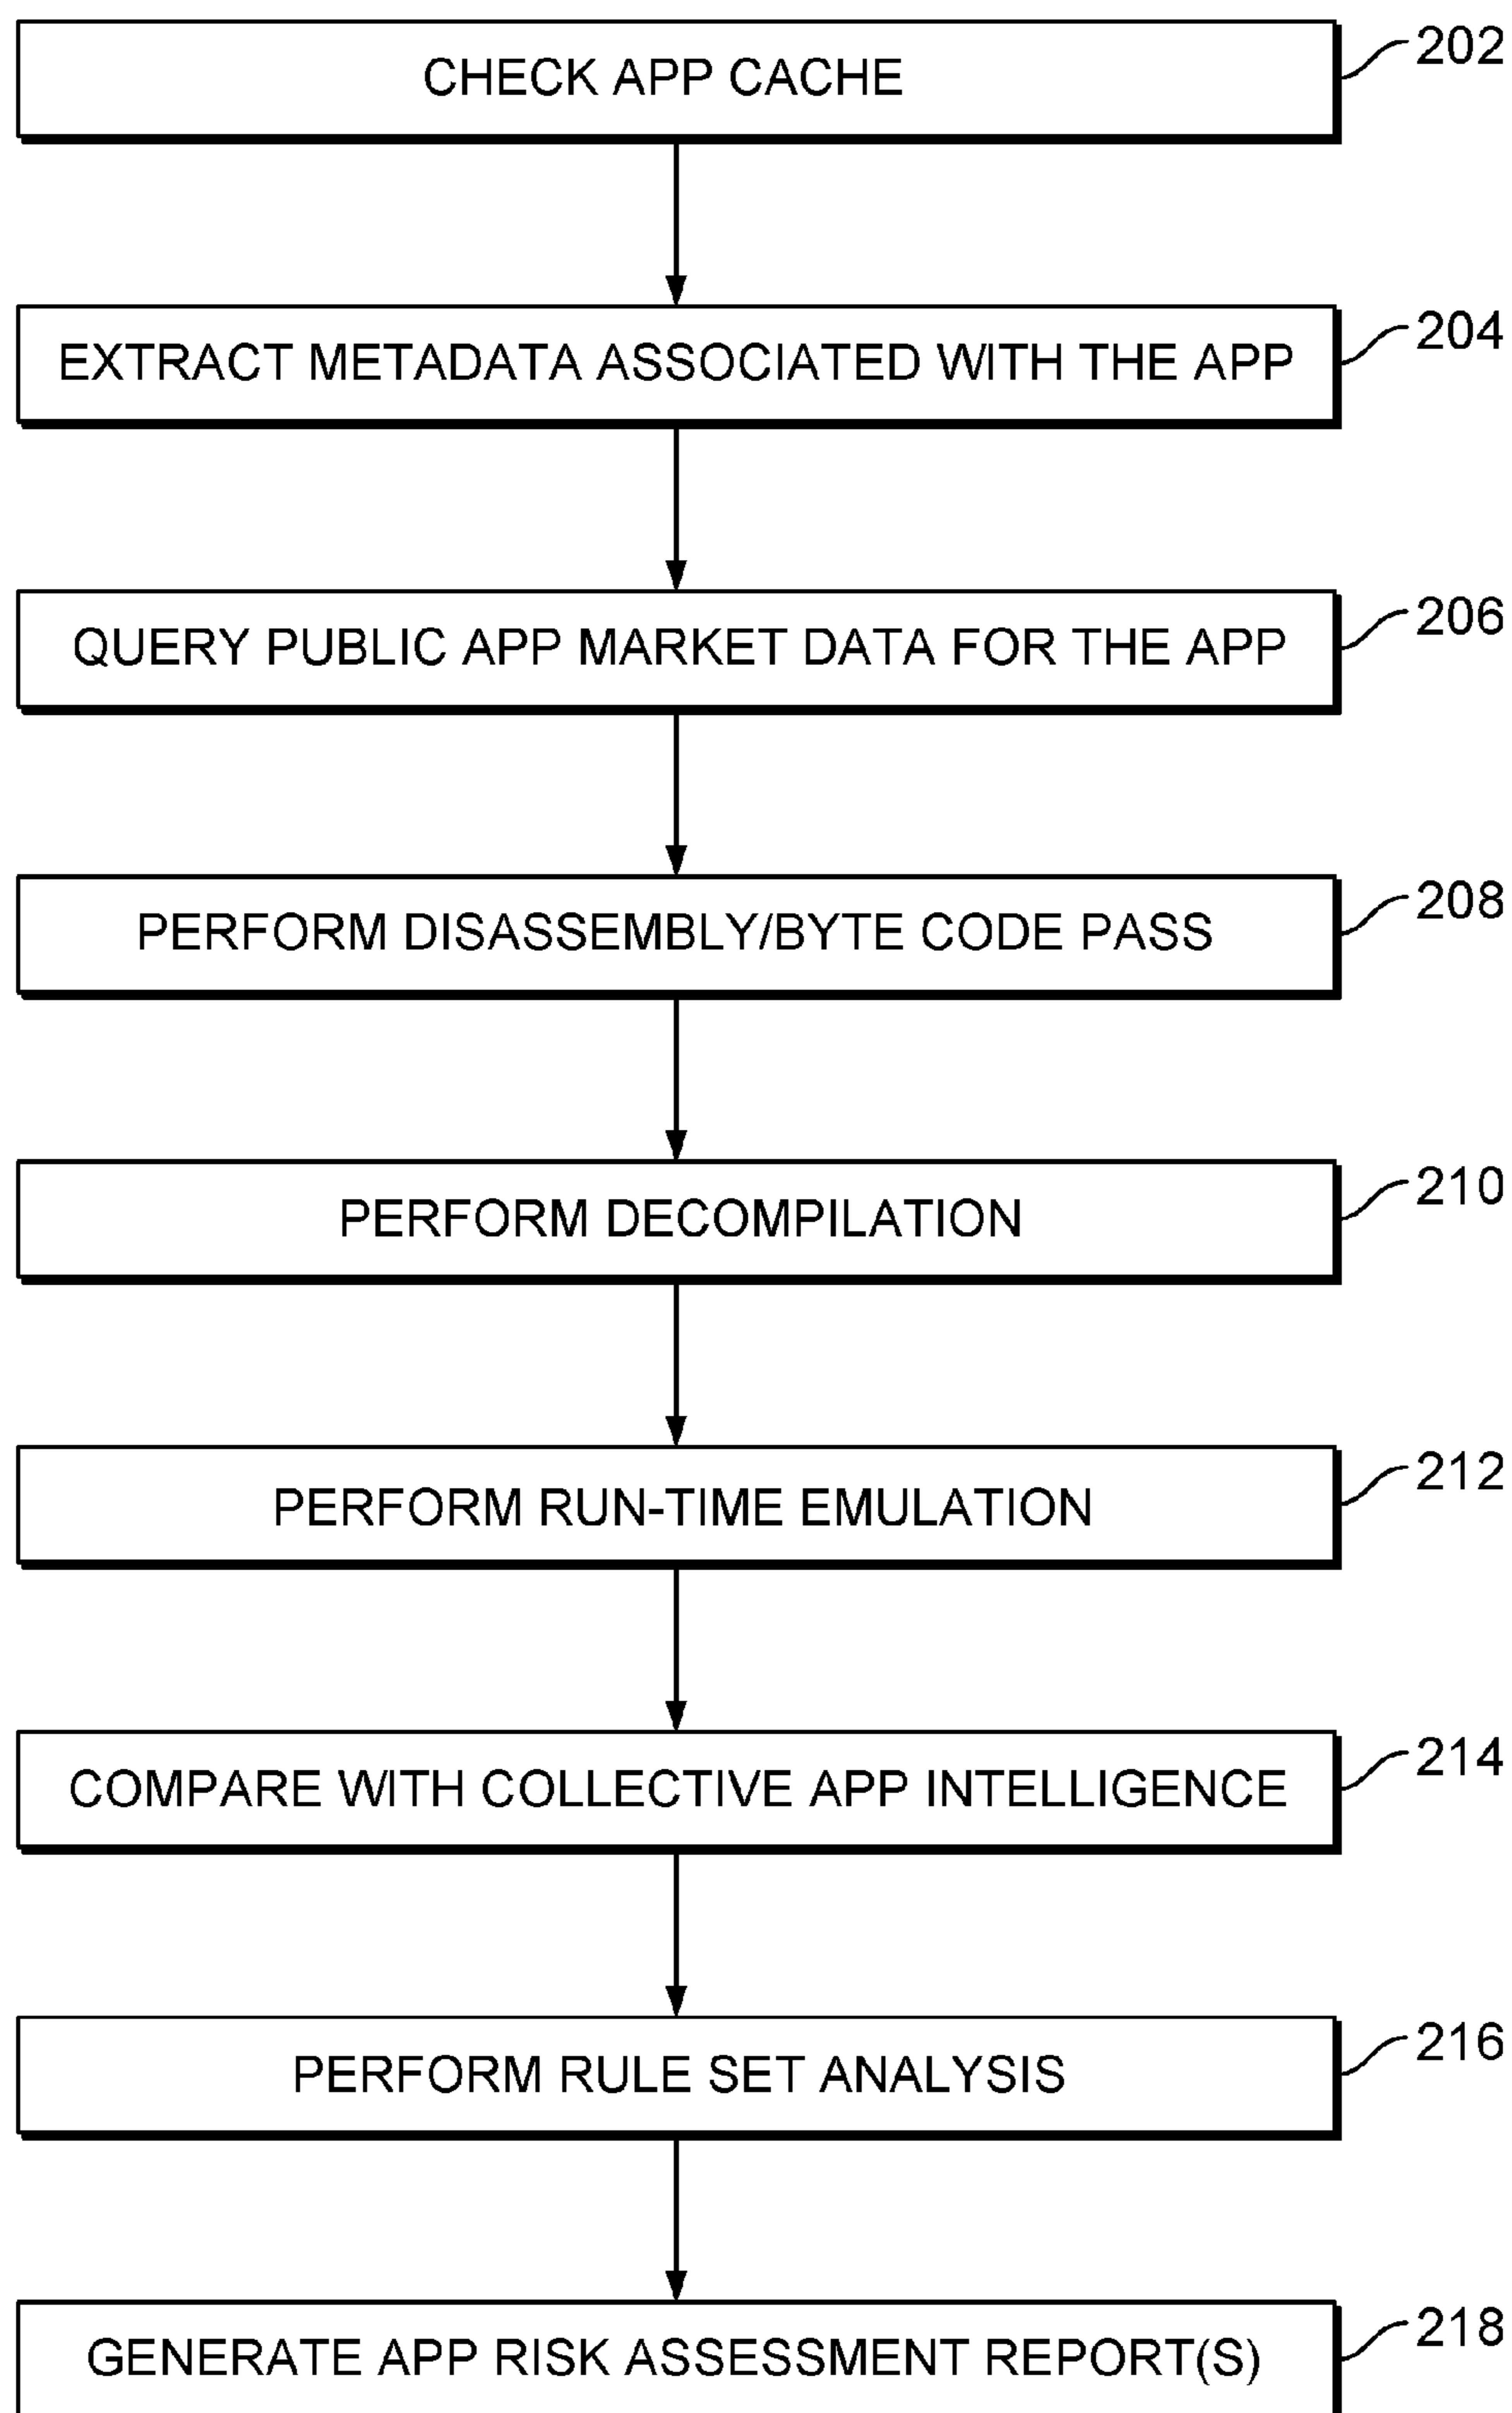 CHECK APP CACHE
202
EXTRACT METADATA ASSOCIATED WITH THE APP
204
QUERY PUBLIC APP MARKET DATA FOR THE APP
206
PERFORM DISASSEMBLY/BYTE CODE PASS
208
PERFORM DECOMPILATION
210
PERFORM RUN-TIME EMULATION
212
COMPARE WITH COLLECTIVE APP INTELLIGENCE
214
PERFORM RULE SET ANALYSIS
216
GENERATE APP RISK ASSESSMENT REPORT(S)
218